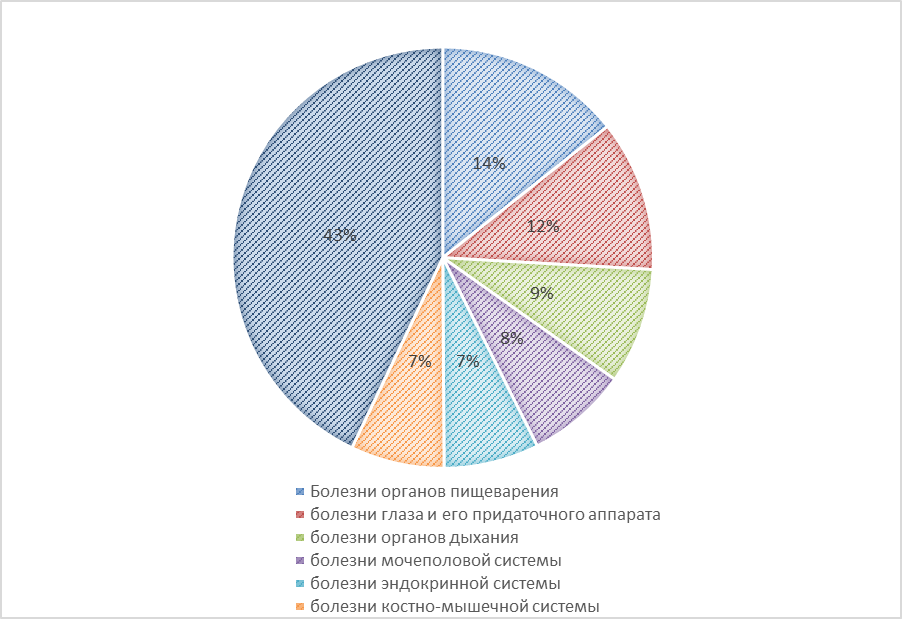 14%
12%
43%
9%
8%
7%
7%
Болезни органов пищеварения
болезни глаза и его придаточного аппарата
болезни органов дыхания
болезни мочеполовой системы
болезни эндокринной системы
болезни костно-мышечной системы